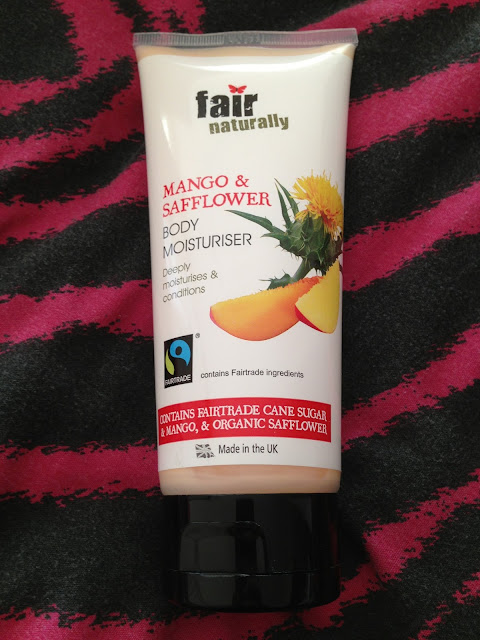 fair
naturally
MANGO &
SAFFLOWER
BODY
MOISTURISER
Deeply
moisturises &
conditions
®
FAIRTRADE
contains Fairtrade ingredients
CONTAINS FAIRTRADE CANE SUGAR
& MANGO, & ORGANIC SAFFLOWER
Made in the UK